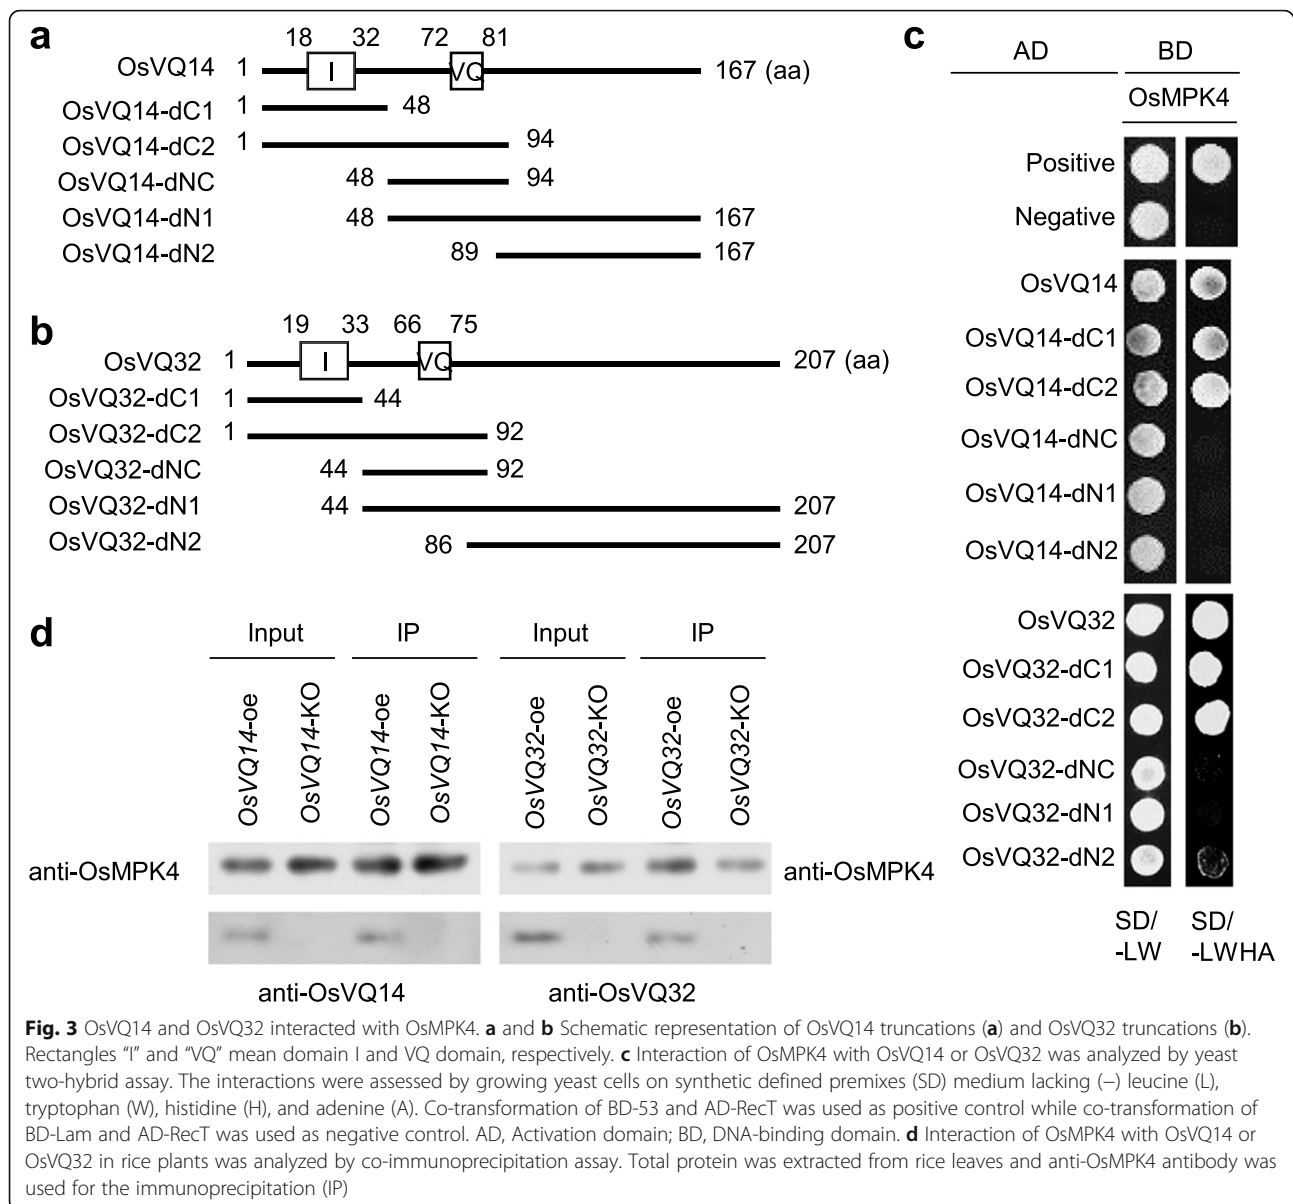 a
18 32 72 81
OsVQ14 1 I VQ 167 (aa)
OsVQ14-dC1 1 48
OsVQ14-dC2 1 94
OsVQ14-dNC 48 94
OsVQ14-dN1 48 167
OsVQ14-dN2 89 167
b
19 33 66 75
OsVQ32 1 I VQ 207 (aa)
OsVQ32-dC1 1 44
OsVQ32-dC2 1 92
OsVQ32-dNC 44 92
OsVQ32-dN1 44 207
OsVQ32-dN2 86 207
c
AD BD
OsMPK4
Positive
Negative
OsVQ14
OsVQ14-dC1
OsVQ14-dC2
OsVQ14-dNC
OsVQ14-dN1
OsVQ14-dN2
OsVQ32
OsVQ32-dC1
OsVQ32-dC2
OsVQ32-dNC
OsVQ32-dN1
OsVQ32-dN2
SD/ SD/
-LW -LWHA
d
Input IP Input IP
OsVQ14-oe OsVQ14-KO OsVQ14-oe OsVQ14-KO OsVQ32-oe OsVQ32-KO OsVQ32-oe OsVQ32-KO
anti-OsMPK4 anti-OsMPK4
anti-OsVQ14 anti-OsVQ32
Fig. 3 OsVQ14 and OsVQ32 interacted with OsMPK4. a and b Schematic representation of OsVQ14 truncations (a) and OsVQ32 truncations (b).
Rectangles "I" and "VQ" mean domain I and VQ domain, respectively. c Interaction of OsMPK4 with OsVQ14 or OsVQ32 was analyzed by yeast
two-hybrid assay. The interactions were assessed by growing yeast cells on synthetic defined premixes (SD) medium lacking (−) leucine (L),
tryptophan (W), histidine (H), and adenine (A). Co-transformation of BD-53 and AD-RecT was used as positive control while co-transformation of
BD-Lam and AD-RecT was used as negative control. AD, Activation domain; BD, DNA-binding domain. d Interaction of OsMPK4 with OsVQ14 or
OsVQ32 in rice plants was analyzed by co-immunoprecipitation assay. Total protein was extracted from rice leaves and anti-OsMPK4 antibody was
used for the immunoprecipitation (IP)